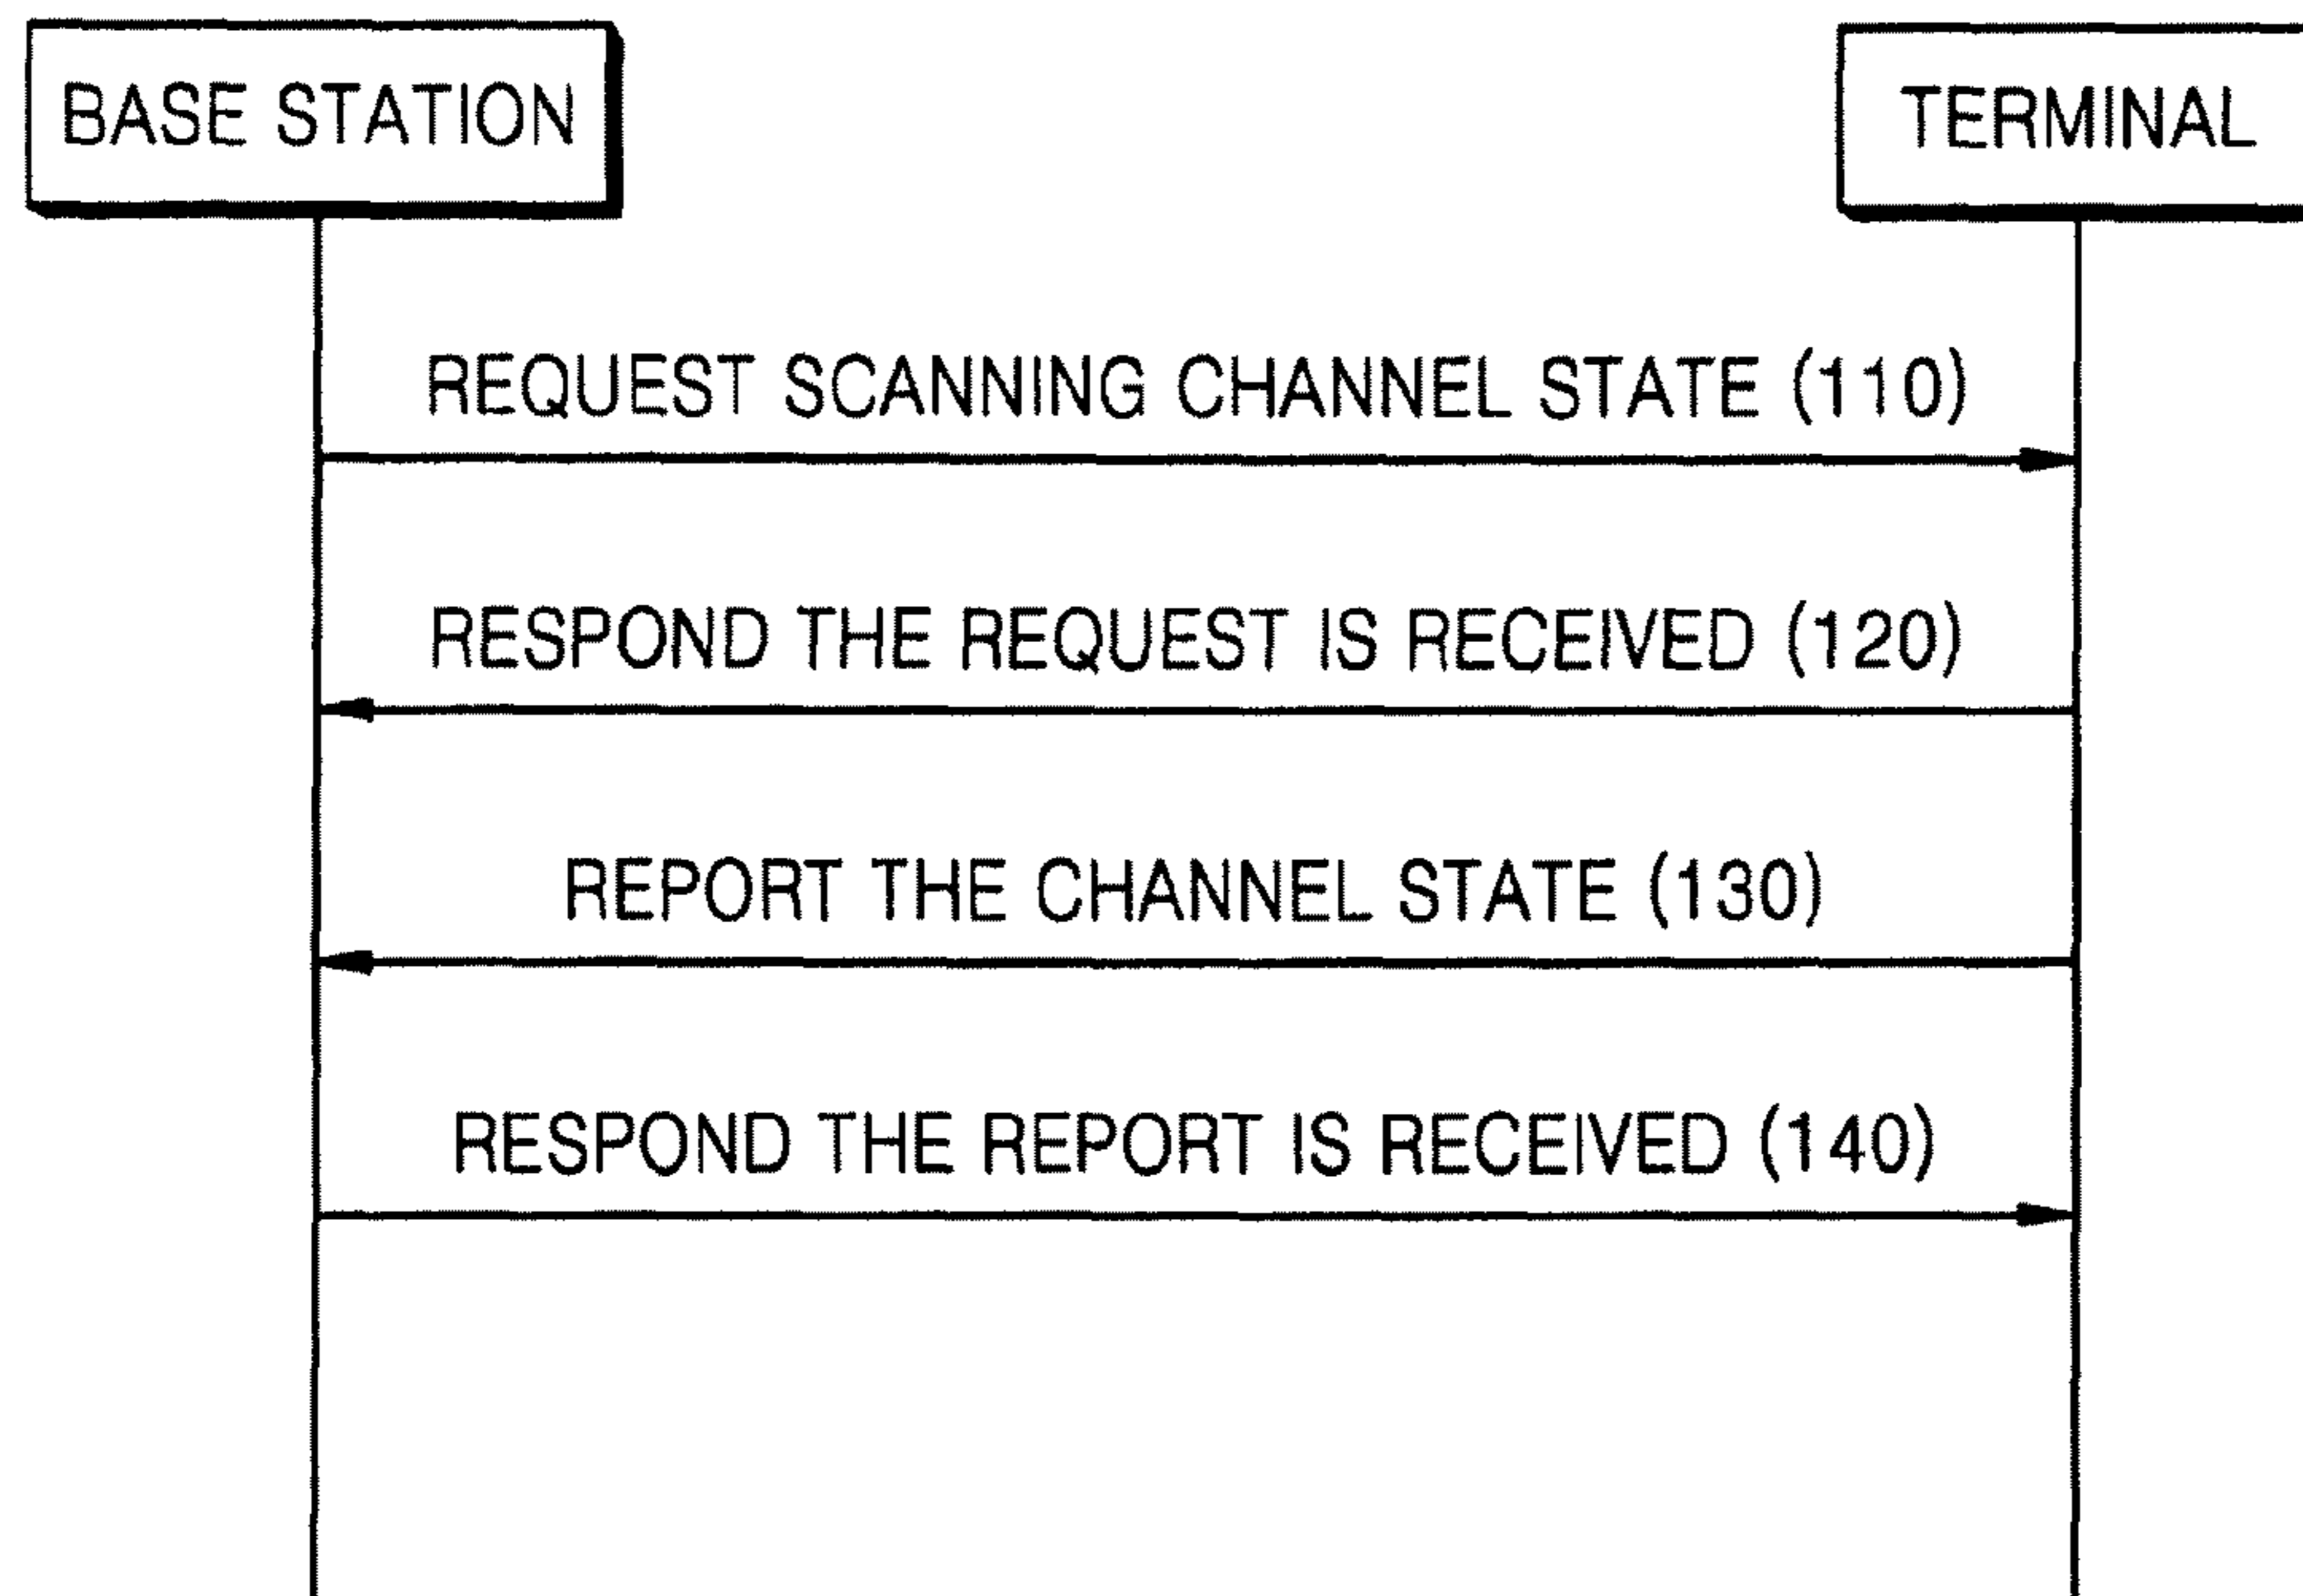 BASE STATION
TERMINAL
REQUEST SCANNING CHANNEL STATE (110)
RESPOND THE REQUEST IS RECEIVED (120)
REPORT THE CHANNEL STATE (130)
RESPOND THE REPORT IS RECEIVED (140)